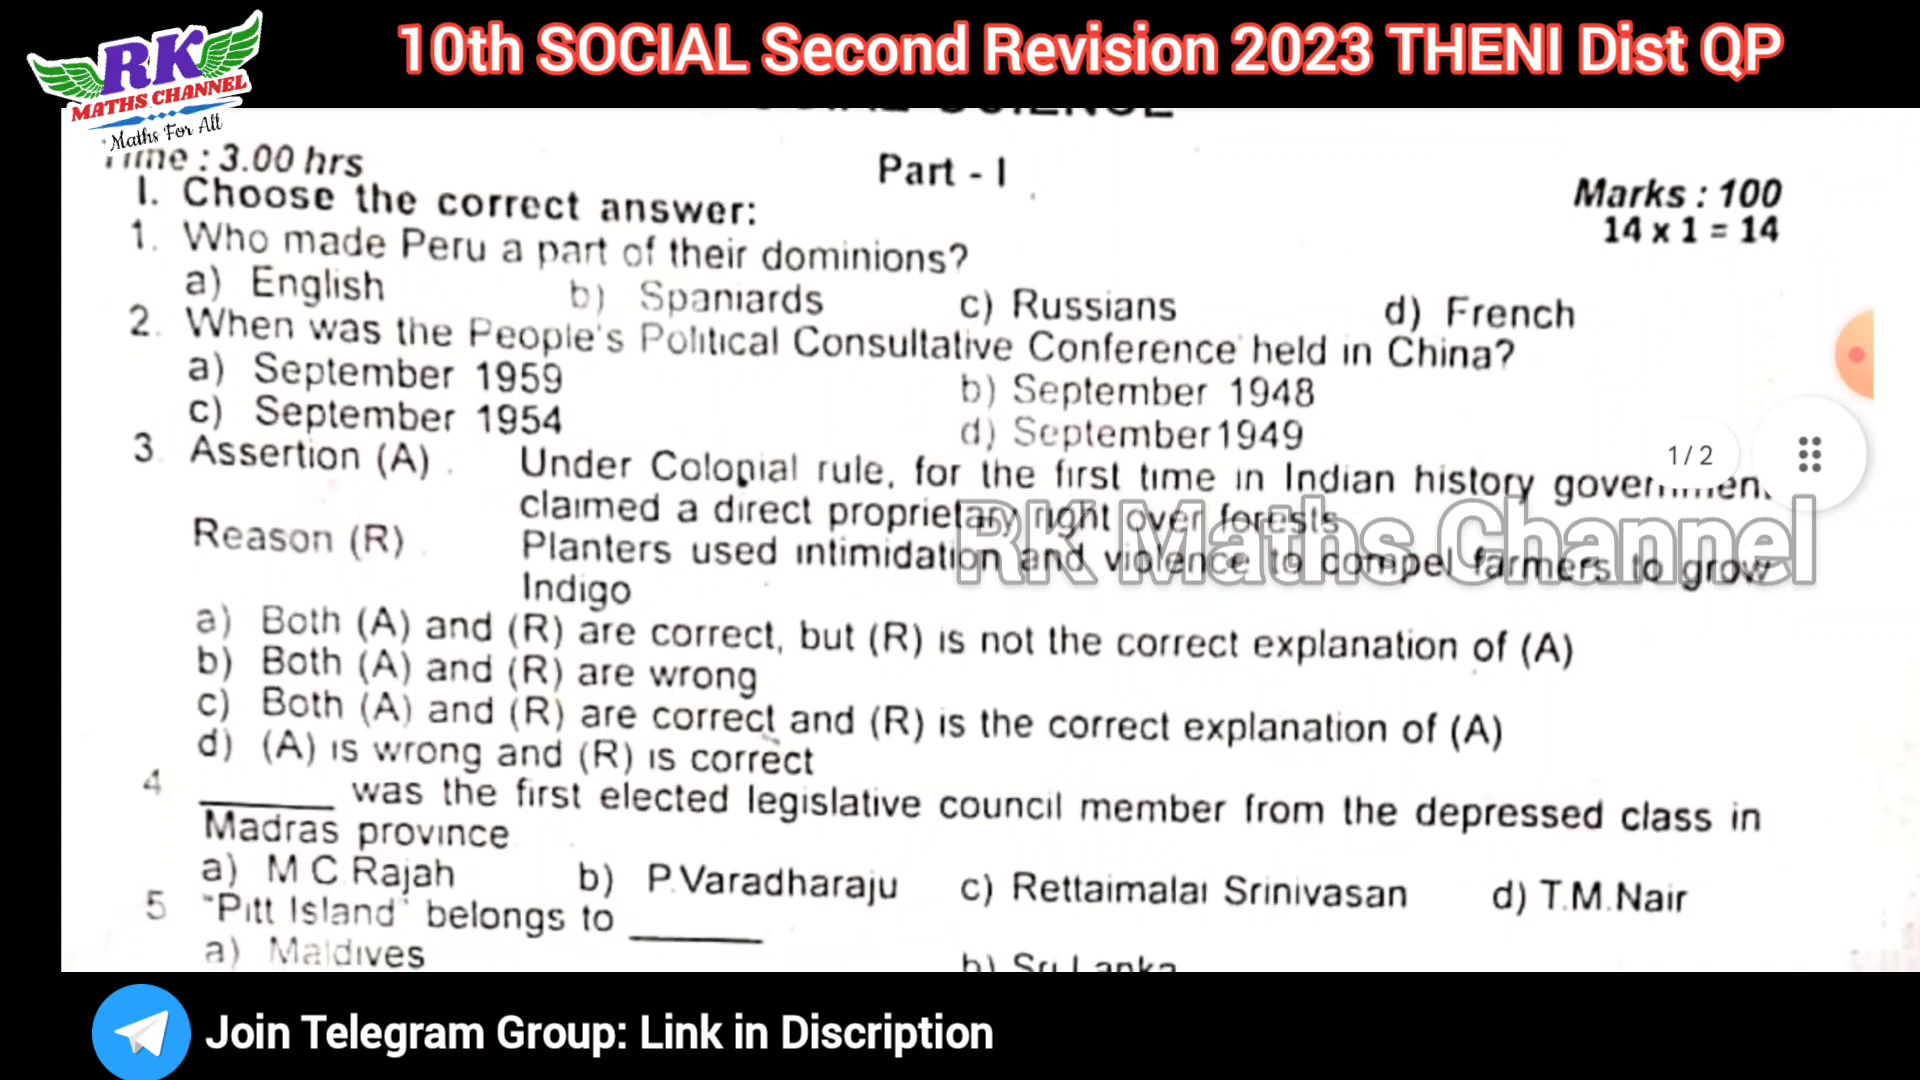 10th SOCIAL Second Revision 2023 THENI Dist QP
RK
MATHS CHANNEL
Maths For All
SOCIAL SCIENCE
Time : 3.00 hrs
Part - I
Marks : 100
I. Choose the correct answer:
14 x 1 = 14
1. Who made Peru a part of their dominions?
a) English b) Spaniards c) Russians d) French
2. When was the People's Political Consultative Conference held in China?
a) September 1959 b) September 1948
c) September 1954 d) September1949
1 / 2
3. Assertion (A) . Under Colonial rule, for the first time in Indian history government
claimed a direct proprietary right over forests
RK Maths Channel
Reason (R) Planters used intimidation and violence to compel farmers to grow
Indigo
a) Both (A) and (R) are correct, but (R) is not the correct explanation of (A)
b) Both (A) and (R) are wrong
c) Both (A) and (R) are correct and (R) is the correct explanation of (A)
d) (A) is wrong and (R) is correct
4 ______ was the first elected legislative council member from the depressed class in
Madras province
a) M C Rajah b) P.Varadharaju c) Rettaimalai Srinivasan d) T.M.Nair
5 "Pitt Island" belongs to ______
a) Maldives b) Sri Lanka
Join Telegram Group: Link in Discription